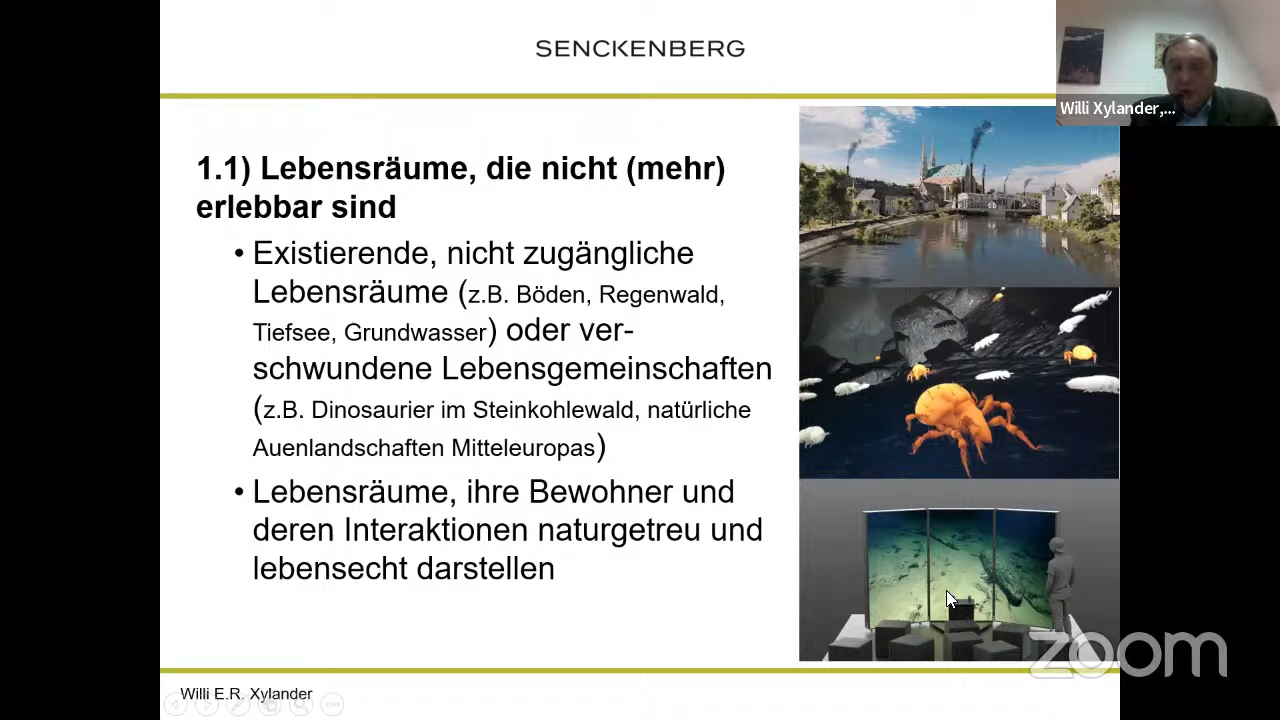 SENCKENBERG
Willi Xylander,...
1.1) Lebensräume, die nicht (mehr)
erlebbar sind
• Existierende, nicht zugängliche
Lebensräume (z.B. Böden, Regenwald,
Tiefsee, Grundwasser) oder ver-
schwundene Lebensgemeinschaften
(z.B. Dinosaurier im Steinkohlewald, natürliche
Auenlandschaften Mitteleuropas)
• Lebensräume, ihre Bewohner und
deren Interaktionen naturgetreu und
lebensecht darstellen
zoom
Willi E.R. Xylander